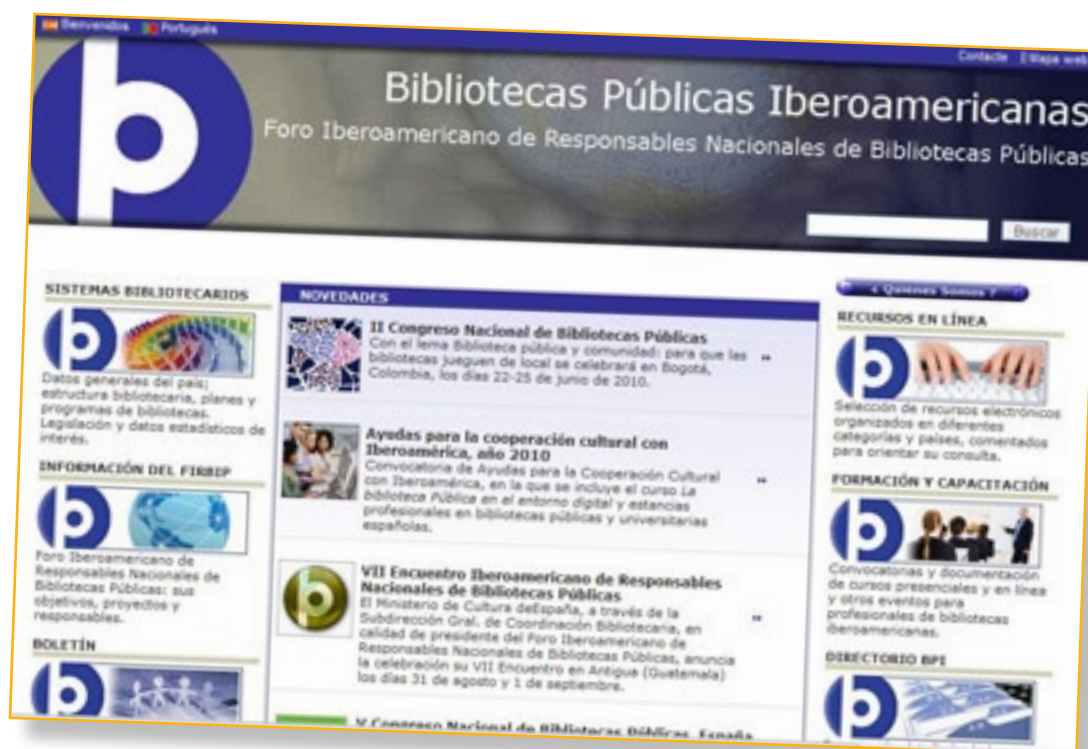 Bienvenidos Português
Contacte Mapa web
b
Bibliotecas Públicas Iberoamericanas
Foro Iberoamericano de Responsables Nacionales de Bibliotecas Públicas
Buscar
SISTEMAS BIBLIOTECARIOS
b
Datos generales del país;
estructura bibliotecaria, planes y
programas de bibliotecas.
Legislación y datos estadísticos de
interés.
INFORMACIÓN DEL FIRBIP
b
Foro Iberoamericano de
Responsables Nacionales de
Bibliotecas Públicas: sus
objetivos, proyectos y
responsables.
BOLETÍN
b
NOVEDADES
II Congreso Nacional de Bibliotecas Públicas
Con el lema Biblioteca pública y comunidad: para que las
bibliotecas jueguen de local se celebrará en Bogotá,
Colombia, los días 22-25 de junio de 2010.
Ayudas para la cooperación cultural con
Iberoamérica, año 2010
Convocatoria de Ayudas para la Cooperación Cultural
con Iberoamérica, en la que se incluye el curso La
biblioteca Pública en el entorno digital y estancias
profesionales en bibliotecas públicas y universitarias
españolas.
b
VII Encuentro Iberoamericano de Responsables
Nacionales de Bibliotecas Públicas
El Ministerio de Cultura deEspaña, a través de la
Subdirección Gral. de Coordinación Bibliotecaria, en
calidad de presidente del Foro Iberoamericano de
Responsables Nacionales de Bibliotecas Públicas, anuncia
la celebración su VII Encuentro en Antigua (Guatemala)
los días 31 de agosto y 1 de septiembre.
V Congreso Nacional de Bibliotecas Públicas. España
¿ Quiénes Somos ?
RECURSOS EN LÍNEA
b
Selección de recursos electrónicos
organizados en diferentes
categorías y países, comentados
para orientar su consulta.
FORMACIÓN Y CAPACITACIÓN
b
Convocatorias y documentación
de cursos presenciales y en línea
y otros eventos para
profesionales de bibliotecas
iberoamericanas.
DIRECTORIO BPI
b